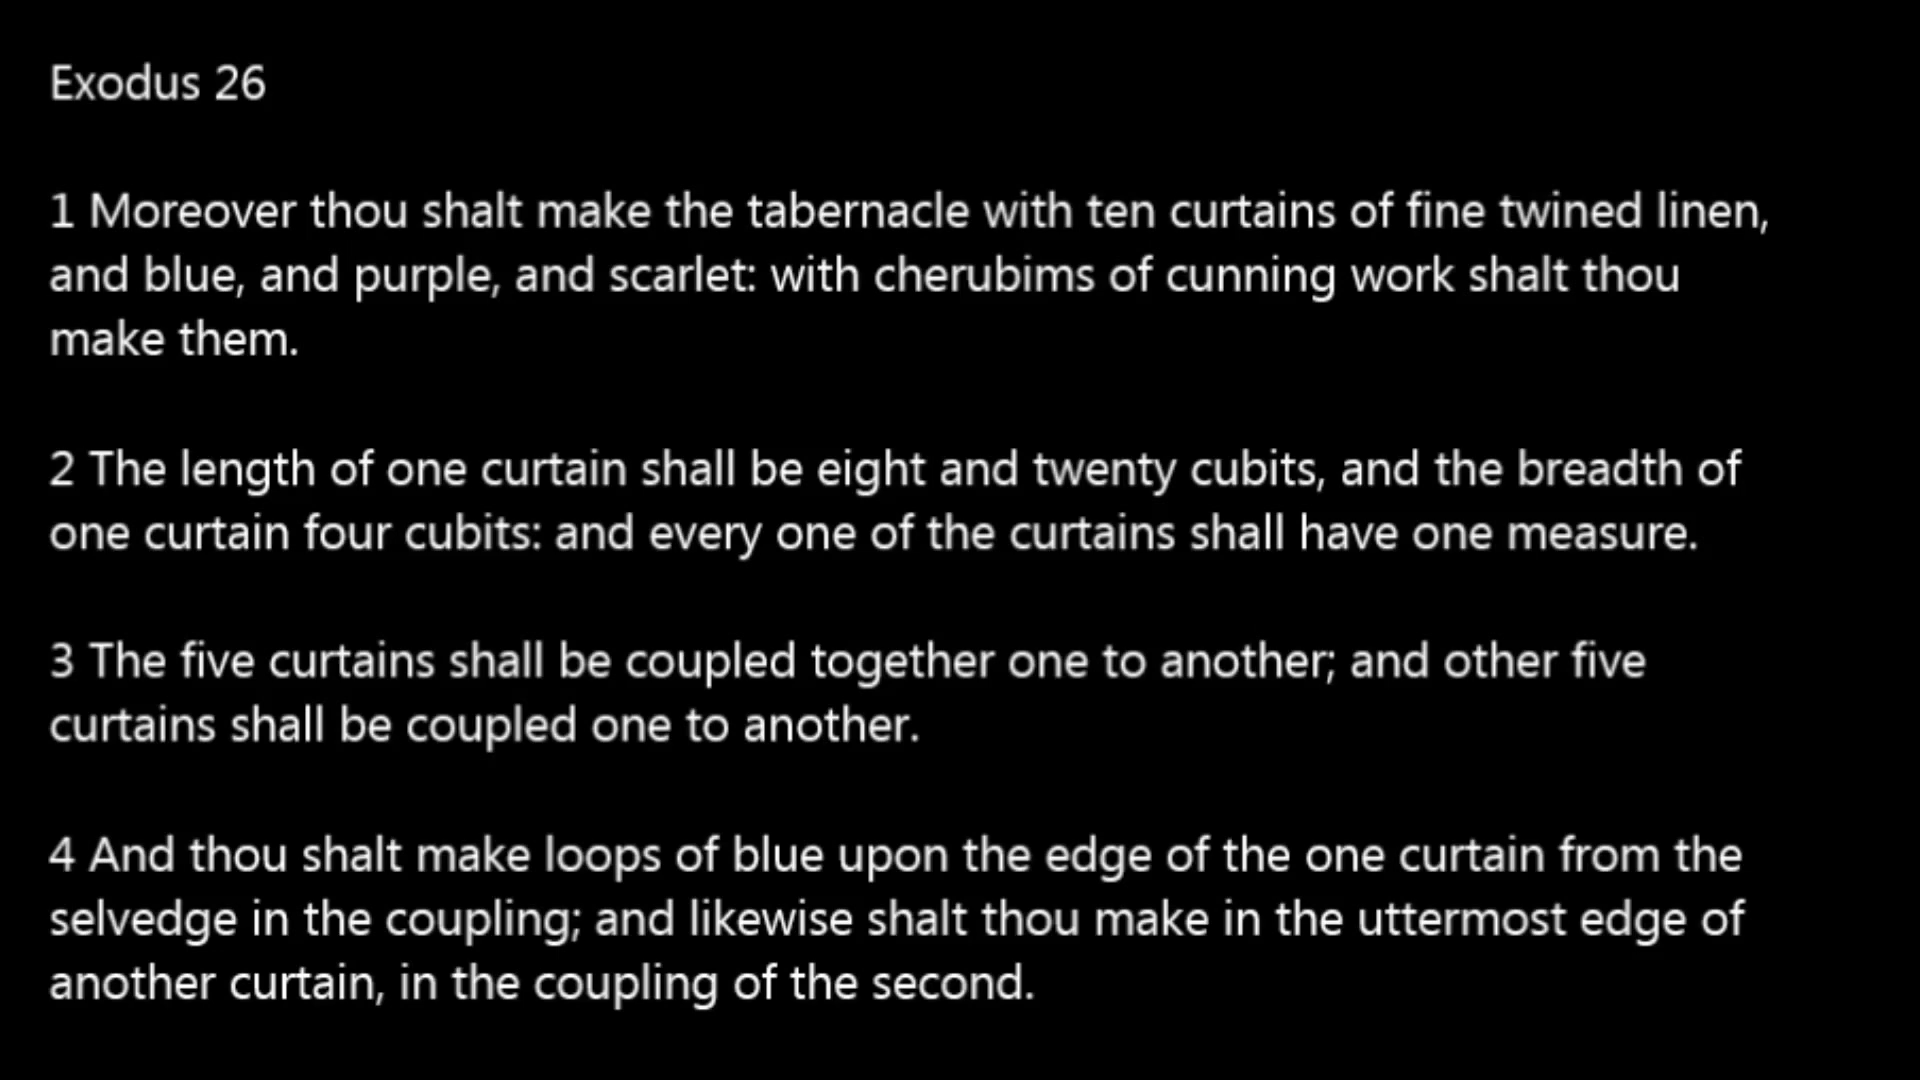 Exodus 26
1 Moreover thou shalt make the tabernacle with ten curtains of fine twined linen,
and blue, and purple, and scarlet: with cherubims of cunning work shalt thou
make them.
2 The length of one curtain shall be eight and twenty cubits, and the breadth of
one curtain four cubits: and every one of the curtains shall have one measure.
3 The five curtains shall be coupled together one to another; and other five
curtains shall be coupled one to another.
4 And thou shalt make loops of blue upon the edge of the one curtain from the
selvedge in the coupling; and likewise shalt thou make in the uttermost edge of
another curtain, in the coupling of the second.